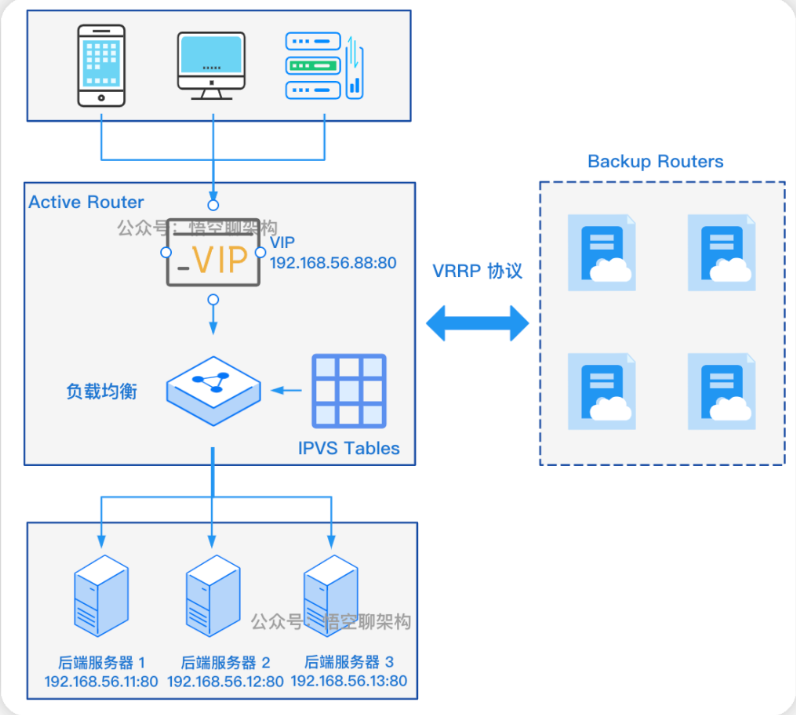 Backup Routers
Active Router
公众号：悟空聊架构
_VIP
VIP
192.168.56.88:80
VRRP 协议
负载均衡
IPVS Tables
公众号：悟空聊架构
后端服务器 1
192.168.56.11:80
后端服务器 2
192.168.56.12:80
后端服务器 3
192.168.56.13:80